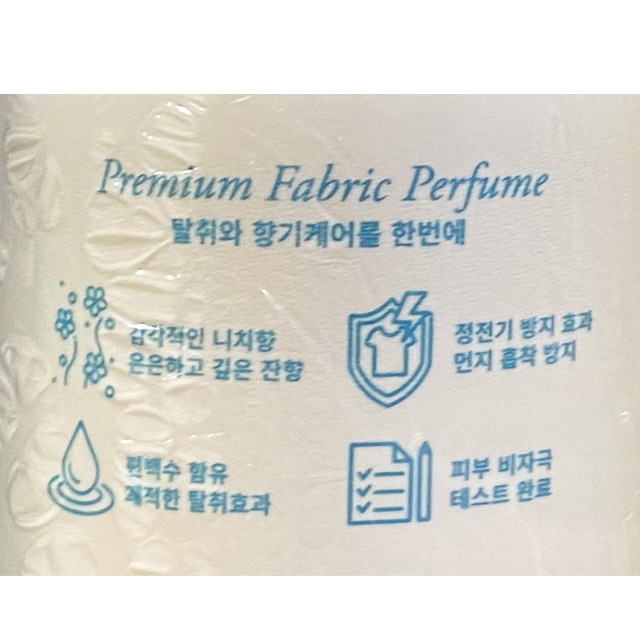 Premium Fabric Perfume
탈취와 향기케어를 한번에
감각적인 니치향
은은하고 깊은 잔향
정전기 방지 효과
먼지 흡착 방지
편백수 함유
쾌적한 탈취효과
피부 비자극
테스트 완료